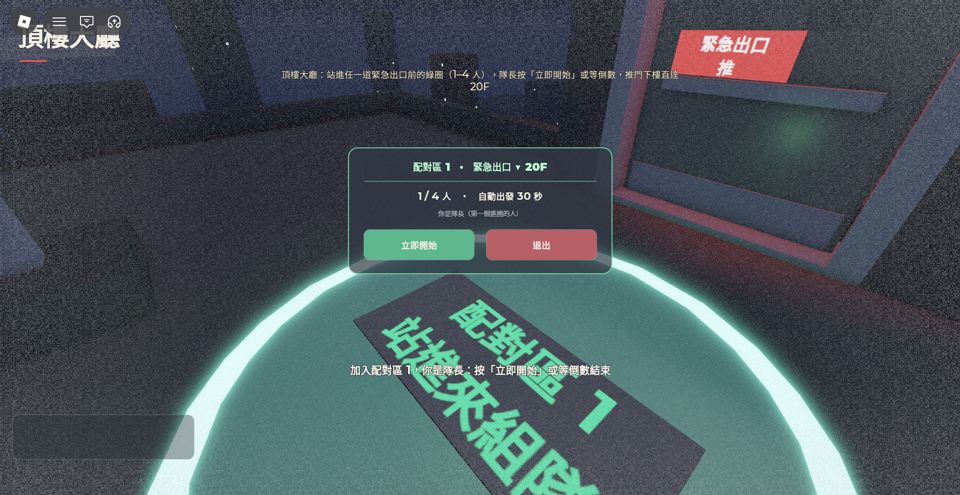 頂樓大廳
頂樓大廳：站進任一道緊急出口前的綠圈（1–4 人），隊長按「立即開始」或等倒數，推門下樓直達
20F
緊急出口
推
配對區 1 • 緊急出口 ▼ 20F
1 / 4 人 • 自動出發 30 秒
你是隊長（第一個進圈的人）
立即開始
退出
加入配對區 1，你是隊長：按「立即開始」或等倒數結束
配對區 1
站進來組隊